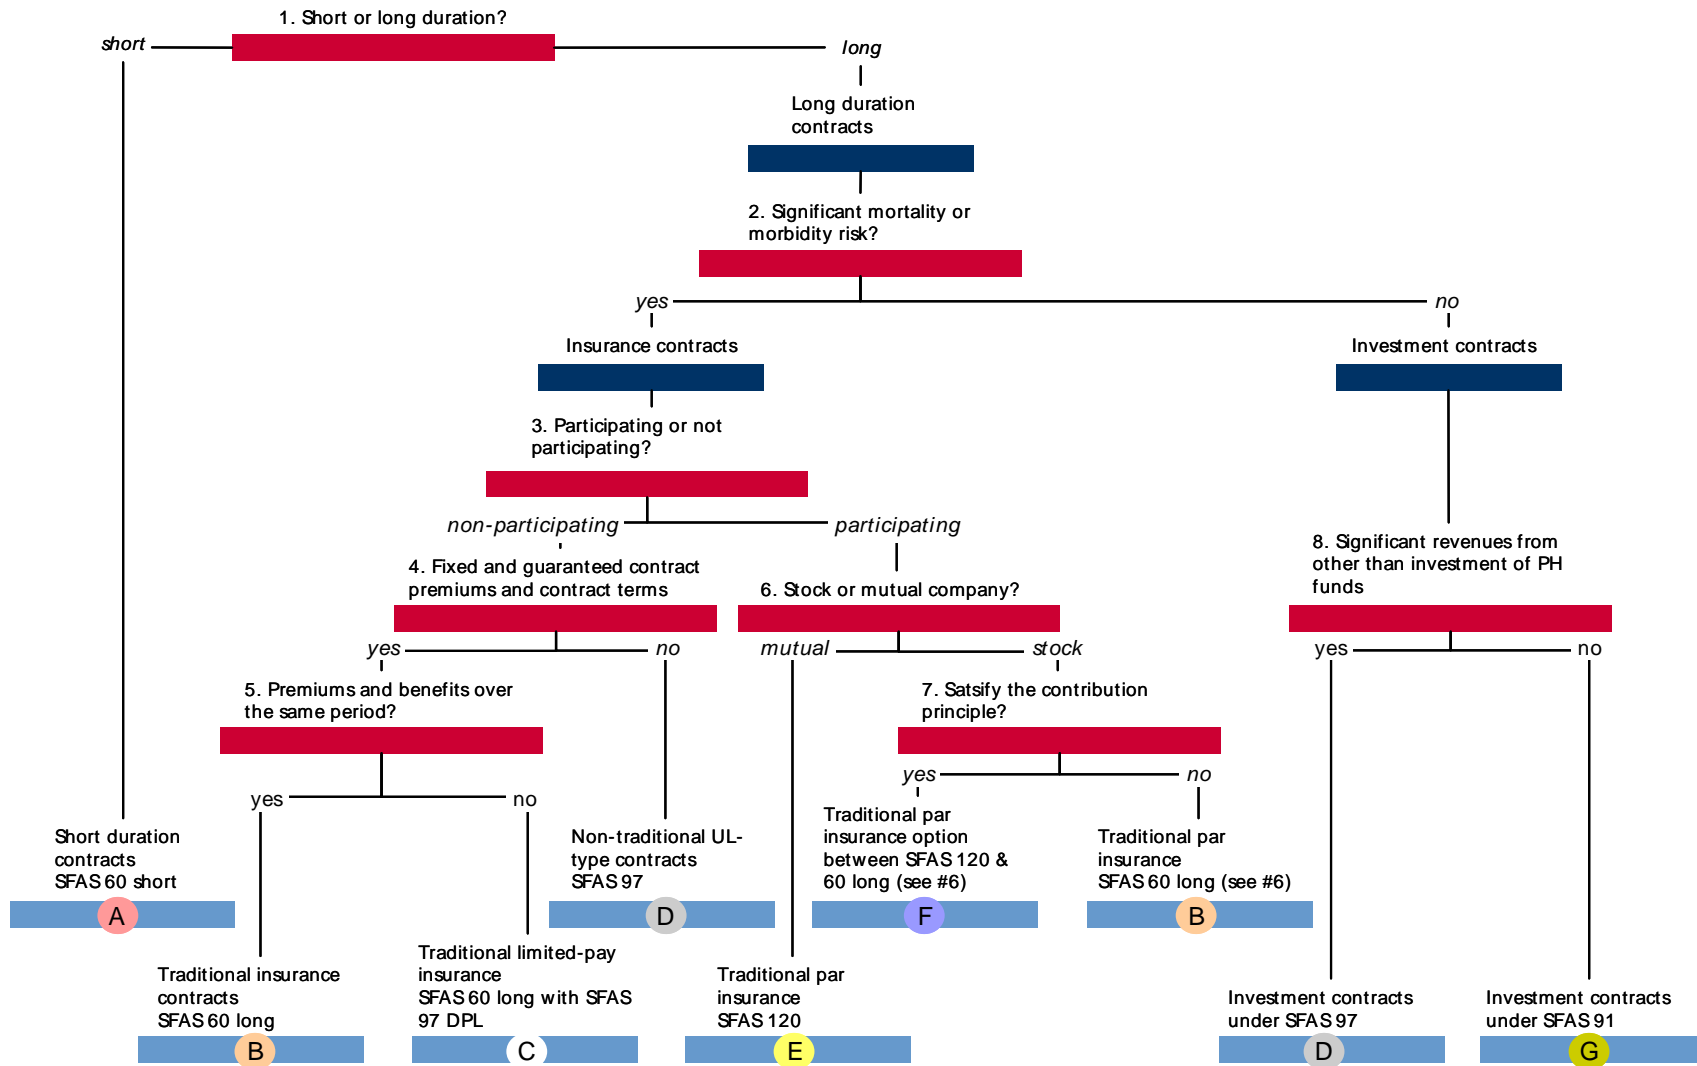 1. Short or long duration?
short
long
Long duration
contracts
2. Significant mortality or
morbidity risk?
yes
no
Insurance contracts
Investment contracts
3. Participating or not
participating?
non-participating
participating
4. Fixed and guaranteed contract
premiums and contract terms
6. Stock or mutual company?
8. Significant revenues from
other than investment of PH
funds
yes
no
mutual
stock
yes
no
5. Premiums and benefits over
the same period?
7. Satsify the contribution
principle?
yes
no
yes
no
Short duration
contracts
SFAS 60 short
A
Non-traditional UL-
type contracts
SFAS 97
D
Traditional par
insurance option
between SFAS 120 &
60 long (see #6)
F
Traditional par
insurance
SFAS 60 long (see #6)
B
Traditional insurance
contracts
SFAS 60 long
B
Traditional limited-pay
insurance
SFAS 60 long with SFAS
97 DPL
C
Traditional par
insurance
SFAS 120
E
Investment contracts
under SFAS 97
D
Investment contracts
under SFAS 91
G